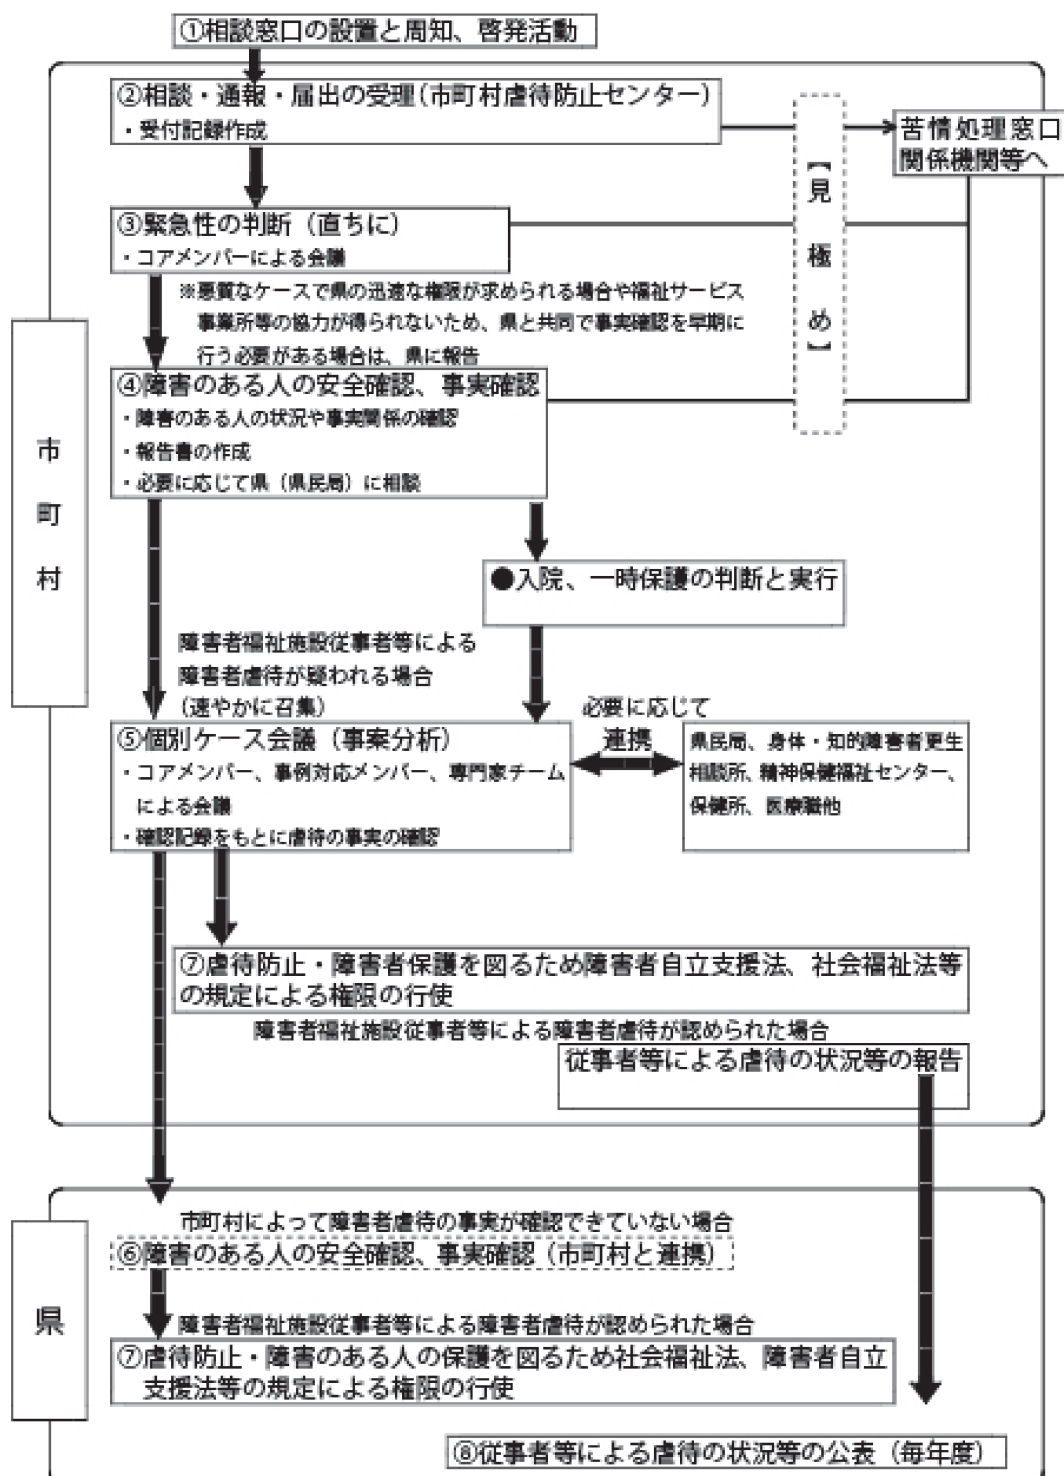 ①相談窓口の設置と周知、啓発活動
②相談・通報・届出の受理(市町村虐待防止センター)
・受付記録作成
苦情処理窓口
関係機関等へ
【見極め】
③緊急性の判断（直ちに）
・コアメンバーによる会議
※悪質なケースで県の迅速な権限が求められる場合や福祉サービス
事業所等の協力が得られないため、県と共同で事実確認を早期に
行う必要がある場合は、県に報告
④障害のある人の安全確認、事実確認
・障害のある人の状況や事実関係の確認
・報告書の作成
・必要に応じて県（県民局）に相談
市町村
●入院、一時保護の判断と実行
障害者福祉施設従事者等による
障害者虐待が疑われる場合
（速やかに召集）
⑤個別ケース会議（事案分析）
・コアメンバー、事例対応メンバー、専門家チーム
による会議
・確認記録をもとに虐待の事実の確認
必要に応じて
連携
県民局、身体・知的障害者更生
相談所、精神保健福祉センター、
保健所、医療職他
⑦虐待防止・障害者保護を図るため障害者自立支援法、社会福祉法等
の規定による権限の行使
障害者福祉施設従事者等による障害者虐待が認められた場合
従事者等による虐待の状況等の報告
市町村によって障害者虐待の事実が確認できていない場合
⑥障害のある人の安全確認、事実確認（市町村と連携）
県
障害者福祉施設従事者等による障害者虐待が認められた場合
⑦虐待防止・障害のある人の保護を図るため社会福祉法、障害者自立
支援法等の規定による権限の行使
⑧従事者等による虐待の状況等の公表（毎年度）